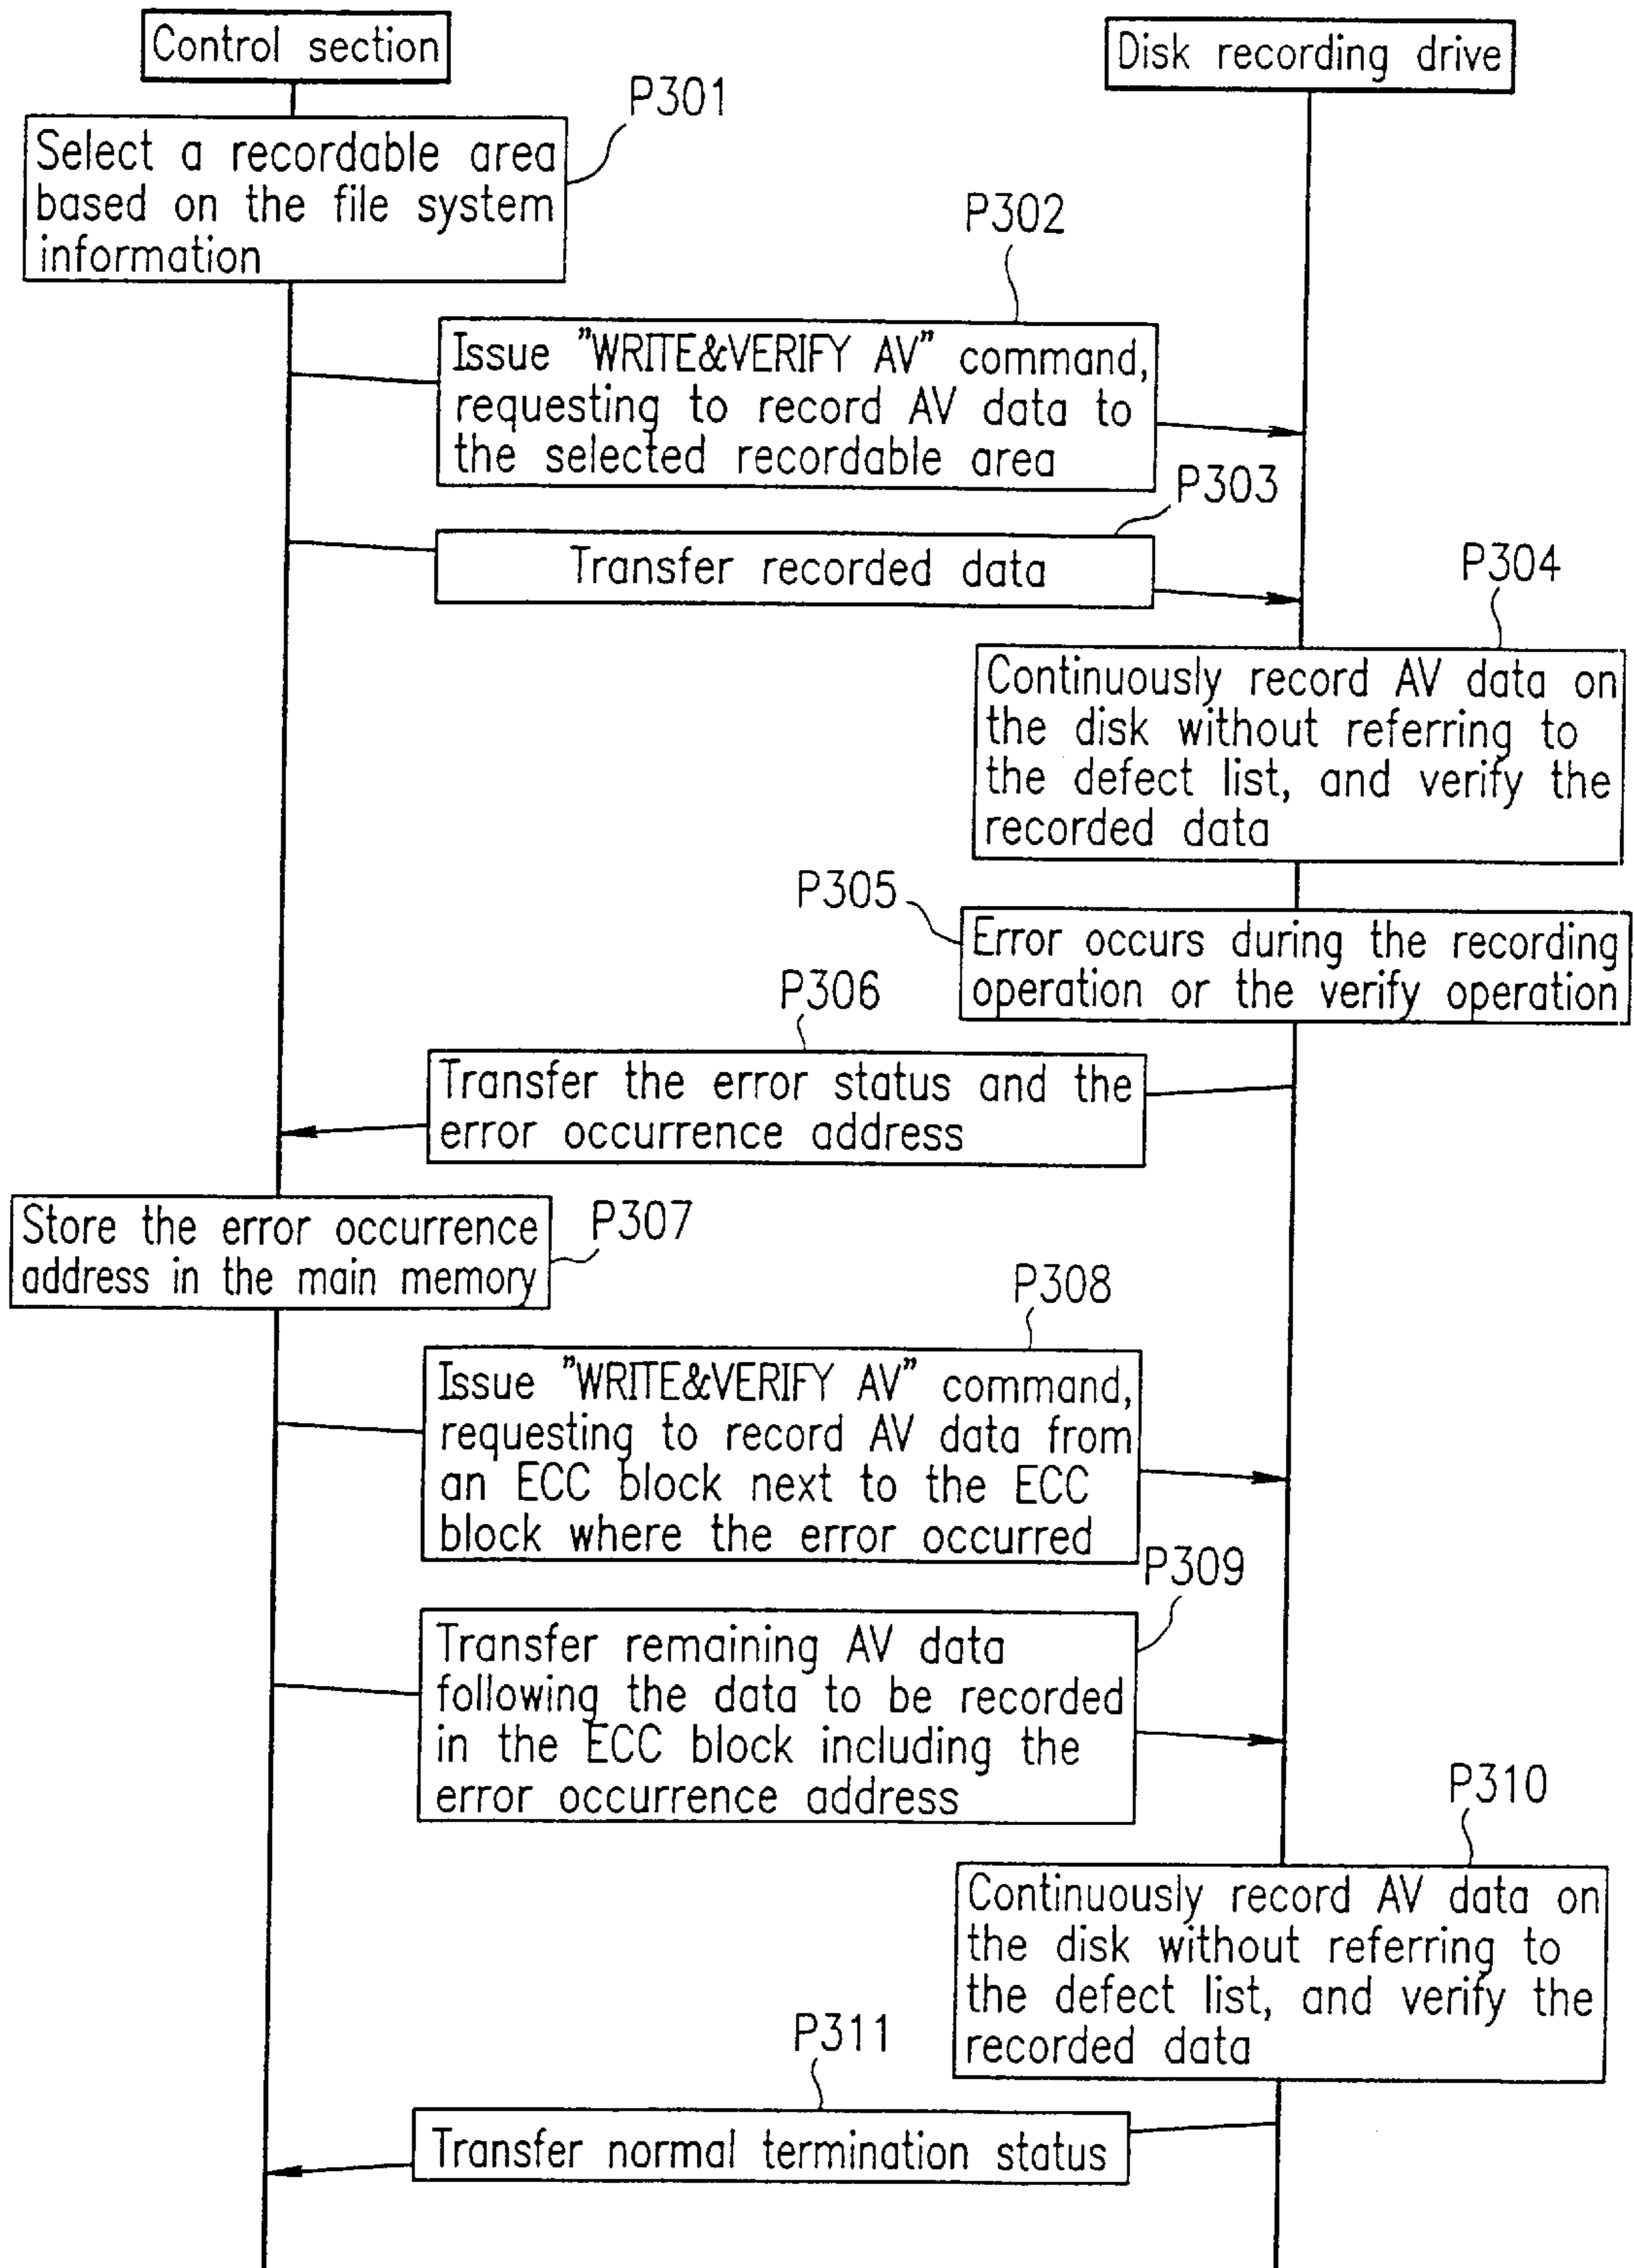 Control section
Disk recording drive
P301
Select a recordable area
based on the file system
information
P302
Issue "WRITE&VERIFY AV" command,
requesting to record AV data to
the selected recordable area
P303
Transfer recorded data
P304
Continuously record AV data on
the disk without referring to
the defect list, and verify the
recorded data
P305
Error occurs during the recording
operation or the verify operation
P306
Transfer the error status and the
error occurrence address
Store the error occurrence
address in the main memory
P307
P308
Issue "WRITE&VERIFY AV" command,
requesting to record AV data from
an ECC block next to the ECC
block where the error occurred
P309
Transfer remaining AV data
following the data to be recorded
in the ECC block including the
error occurrence address
P310
Continuously record AV data on
the disk without referring to
the defect list, and verify the
recorded data
P311
Transfer normal termination status